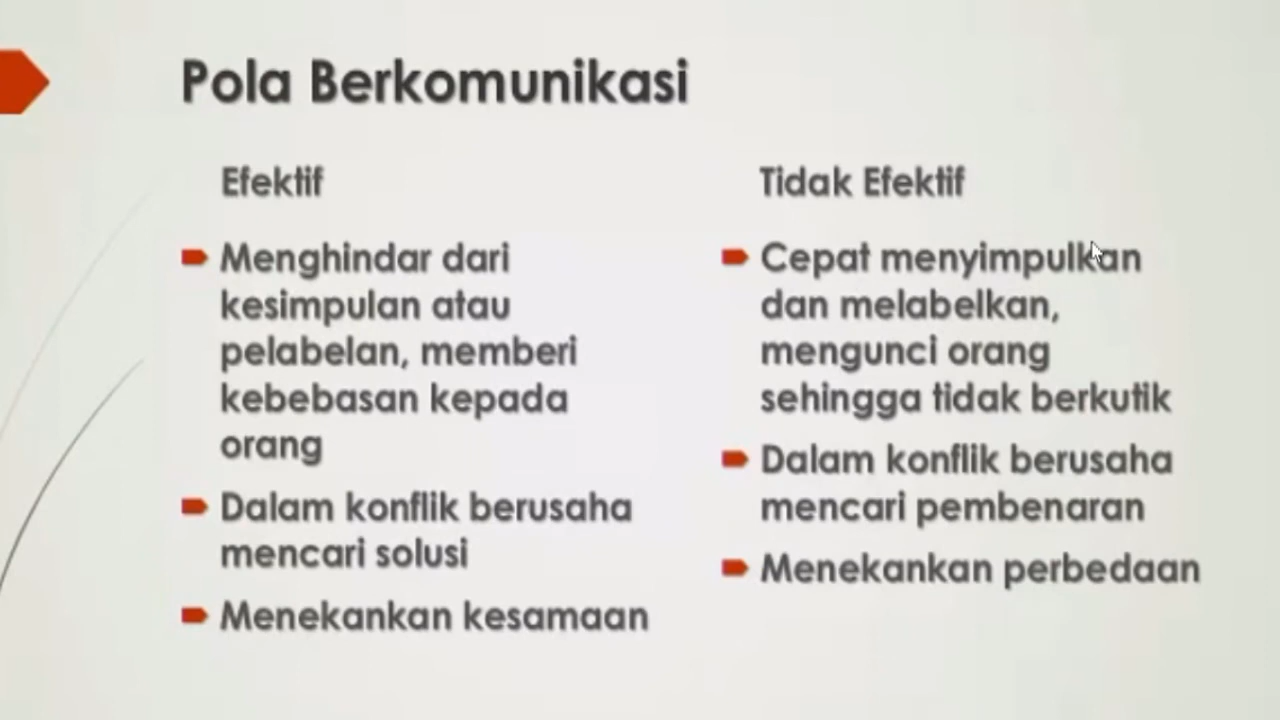 Pola Berkomunikasi
Efektif
Menghindar dari
kesimpulan atau
pelabelan, memberi
kebebasan kepada
orang
Dalam konflik berusaha
mencari solusi
Menekankan kesamaan
Tidak Efektif
Cepat menyimpulkan
dan melabelkan,
mengunci orang
sehingga tidak berkutik
Dalam konflik berusaha
mencari pembenaran
Menekankan perbedaan